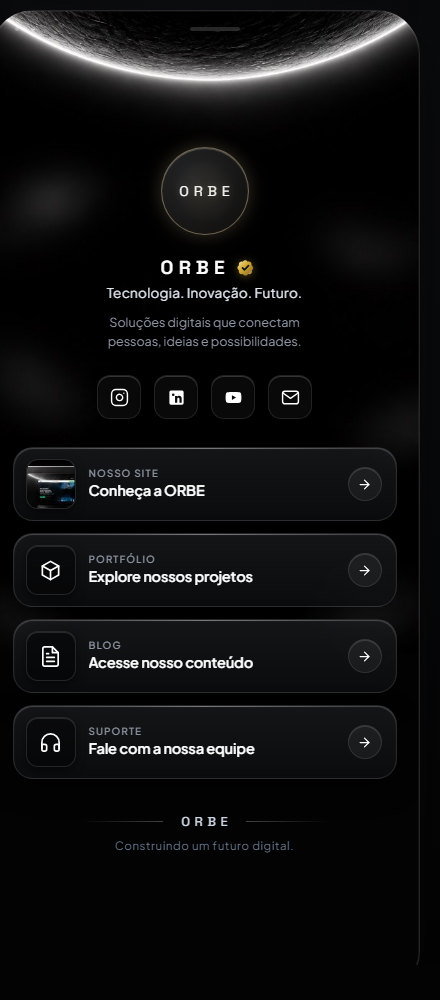 ORBE
ORBE
Tecnologia. Inovação. Futuro.
Soluções digitais que conectam
pessoas, ideias e possibilidades.
NOSSO SITE
Conheça a ORBE
PORTFÓLIO
Explore nossos projetos
BLOG
Acesse nosso conteúdo
SUPORTE
Fale com a nossa equipe
ORBE
Construindo um futuro digital.